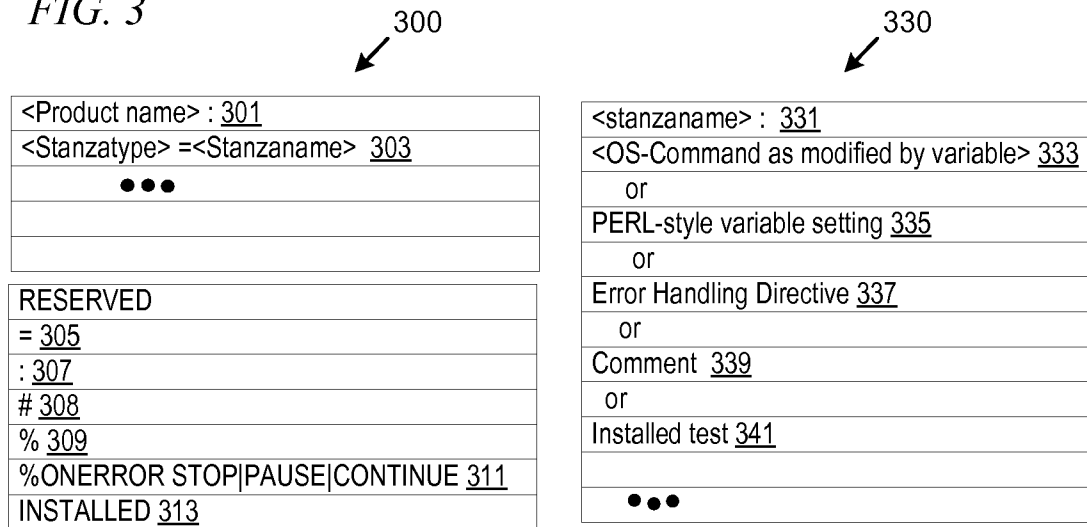 FIG. 3
300
<Product name> : 301
<Stanzatype> =<Stanzaname> 303
●●●
RESERVED
= 305
: 307
# 308
% 309
%ONERROR STOP|PAUSE|CONTINUE 311
INSTALLED 313
330
<stanzaname> : 331
<OS-Command as modified by variable> 333
or
PERL-style variable setting 335
or
Error Handling Directive 337
or
Comment 339
or
Installed test 341
●●●